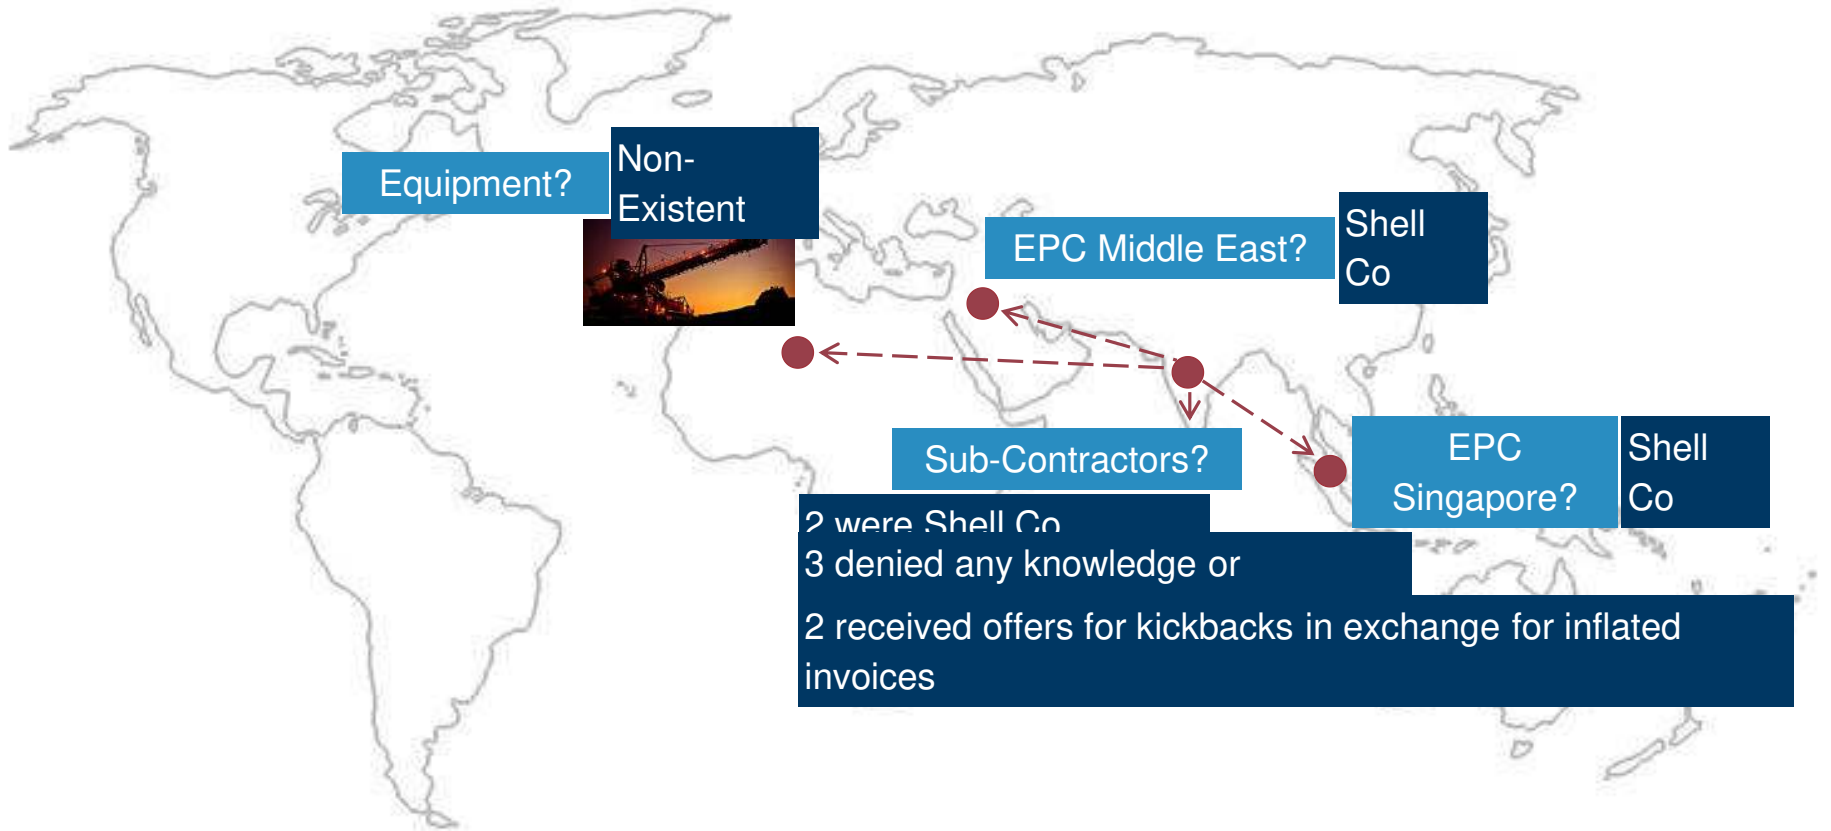 Equipment?
Non-
Existent
EPC Middle East?
Shell
Co
Sub-Contractors?
EPC
Singapore?
Shell
Co
2 were Shell Co
3 denied any knowledge or
2 received offers for kickbacks in exchange for inflated
invoices